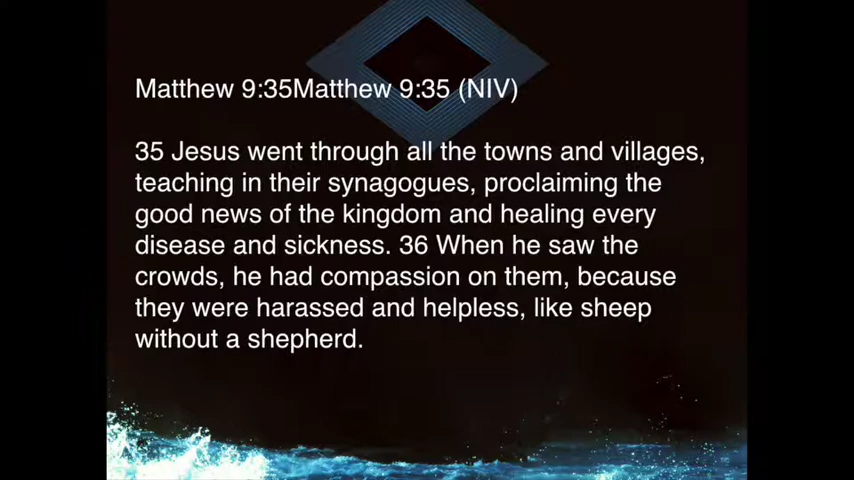 Matthew 9:35Matthew 9:35 (NIV)
35 Jesus went through all the towns and villages,
teaching in their synagogues, proclaiming the
good news of the kingdom and healing every
disease and sickness. 36 When he saw the
crowds, he had compassion on them, because
they were harassed and helpless, like sheep
without a shepherd.